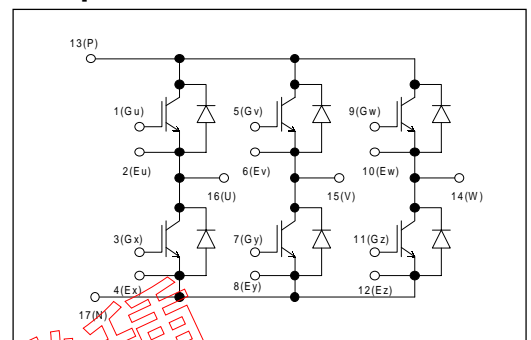 13(P)
1(Gu)
5(Gv)
9(Gw)
2(Eu)
6(Ev)
10(Ew)
16(U)
15(V)
14(W)
3(Gx)
7(Gy)
11(Gz)
4(Ex)
8(Ey)
12(Ez)
17(N)